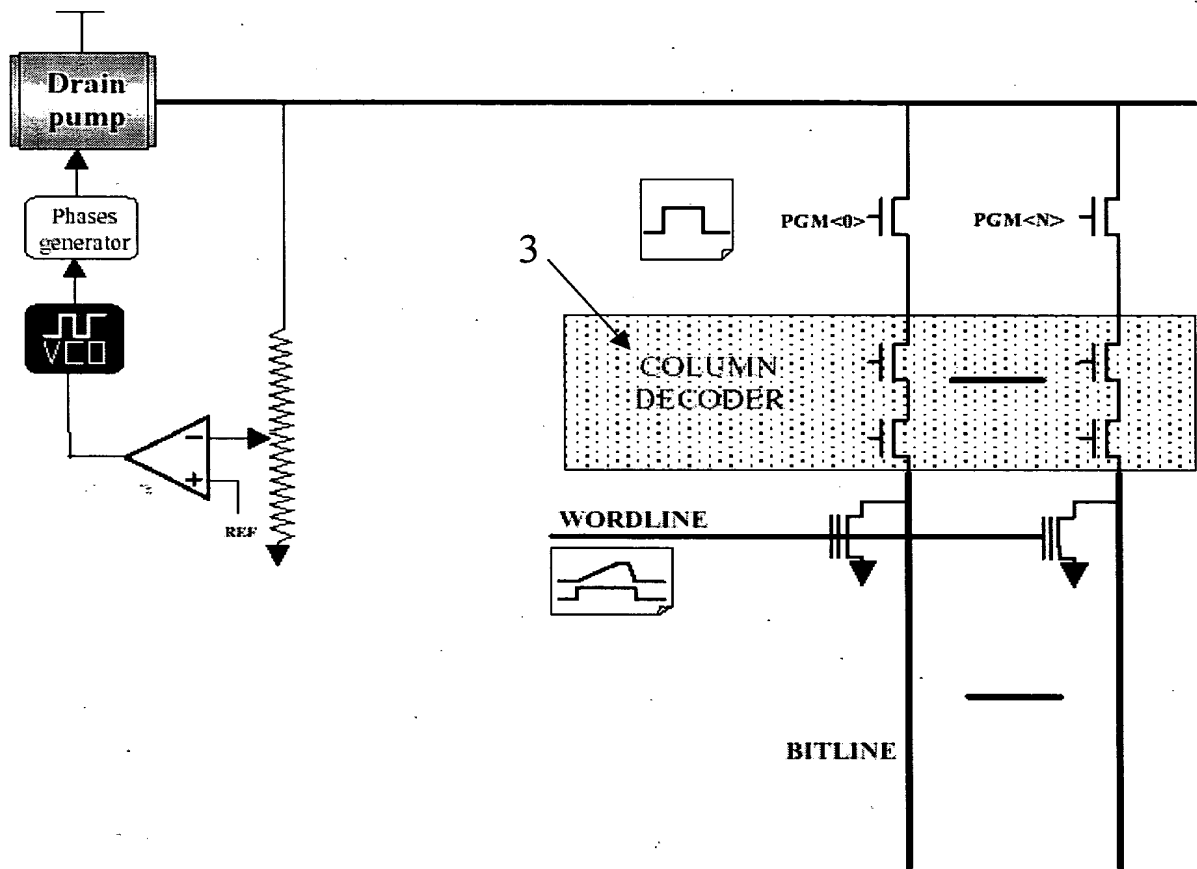 Drain
pump
Phases
generator
VCO
−
+
REF
PGM<0>
PGM<N>
3
COLUMN
DECODER
WORDLINE
BITLINE